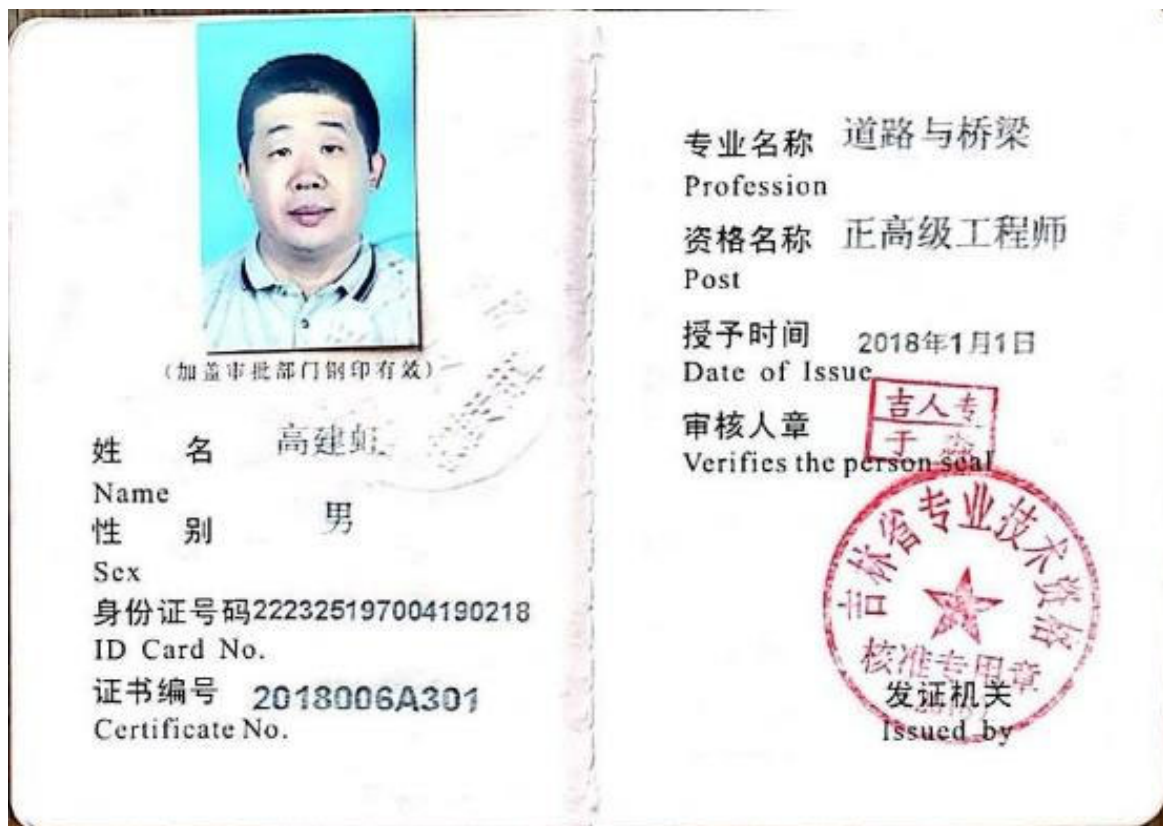 (加盖市批部门钢印有效)
姓 名 高建虹
Name
性 别 男
Sex
身份证号码222325197004190218
ID Card No.
证书编号 2018006A301
Certificate No.
专业名称 道路与桥梁
Profession
资格名称 正高级工程师
Post
授予时间 2018年1月1日
Date of Issue
审核人章
Verifies the person seal
吉人专
于
吉林省专业技术资格
核准专用章
发证机关
Issued by